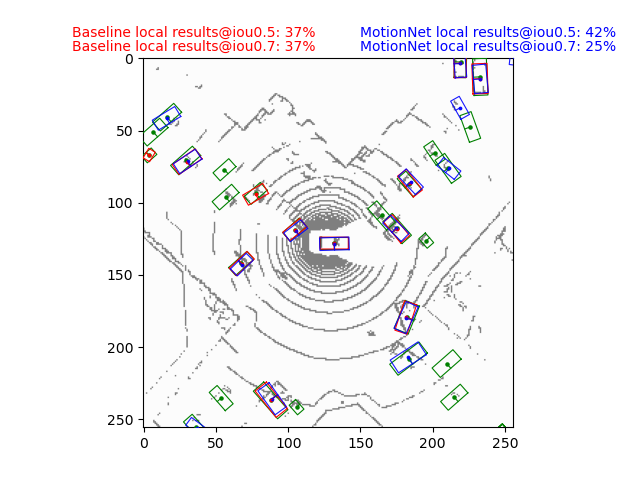 Baseline local results@iou0.5: 37% MotionNet local results@iou0.5: 42%
Baseline local results@iou0.7: 37% MotionNet local results@iou0.7: 25%
0
50
100
150
200
250
0 50 100 150 200 250